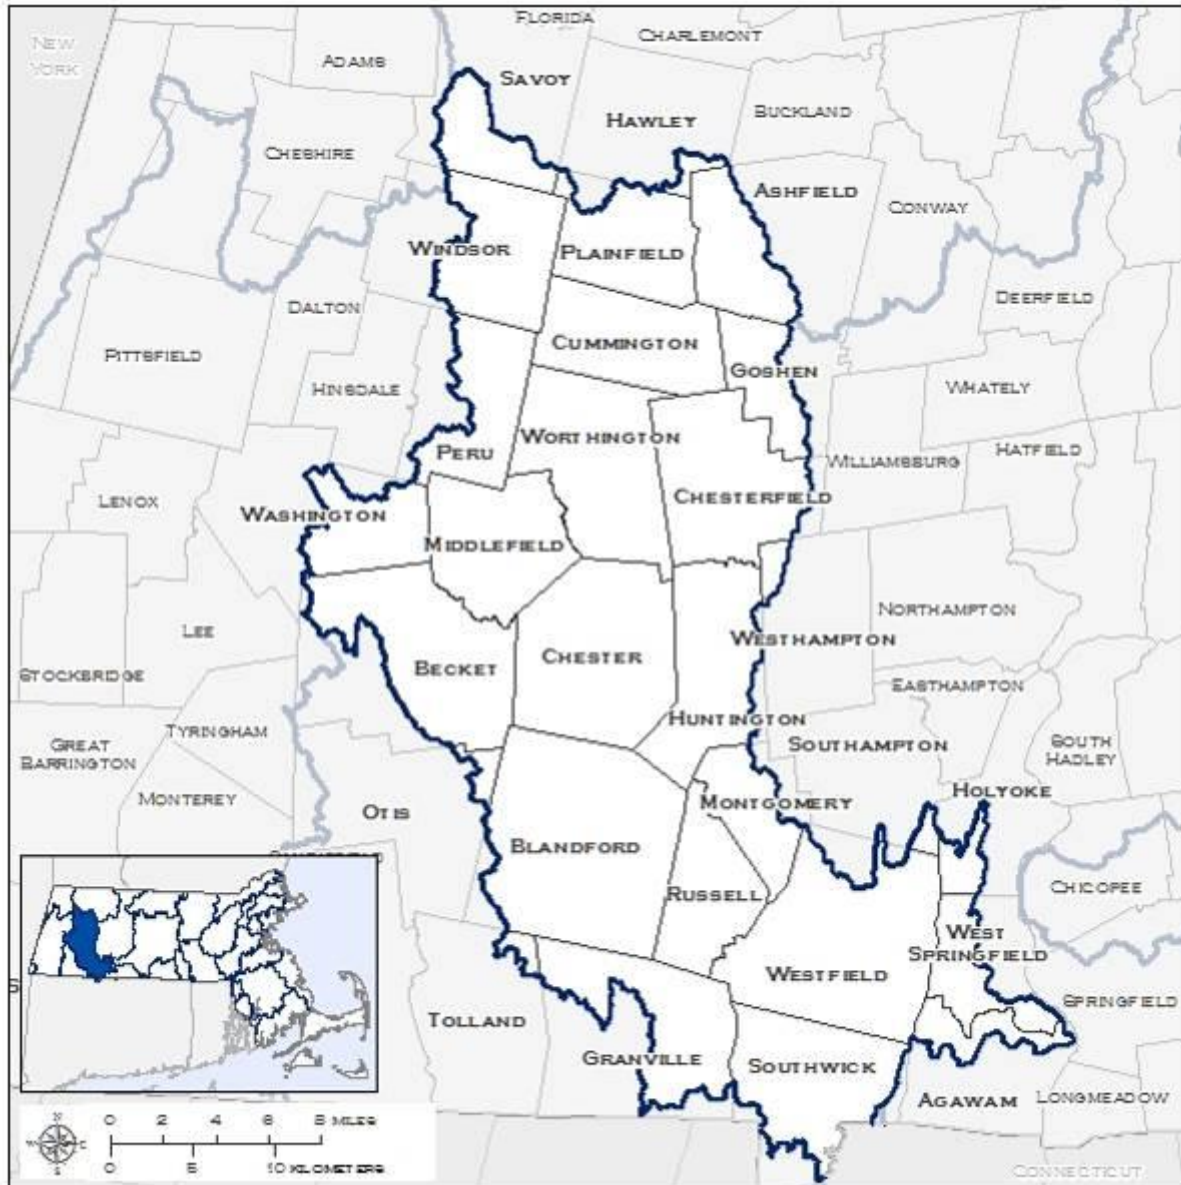 FLORIDA
CHARLEMONT
NEW
YORK
ADAMS
SAVOY
HAWLEY
BUCKLAND
CHESHIRE
ASHFIELD
CONWAY
WINDSOR
PLAINFIELD
DALTON
DEERFIELD
PITTSFIELD
CUMMINGTON
GOSHEN
HINSDALE
WHATELY
PERU
WORTHINGTON
WILLIAMSBURG
HATFIELD
LENOX
WASHINGTON
CHESTERFIELD
MIDDLEFIELD
NORTHAMPTON
LEE
WESTHAMPTON
STOCKBRIDGE
BECKET
CHESTER
EASTHAMPTON
TYRINGHAM
HUNTINGTON
GREAT
BARRINGTON
SOUTHAMPTON
SOUTH
HADLEY
MONTEREY
OTIS
MONTGOMERY
HOLYOKE
BLANDFORD
RUSSELL
CHICOPEE
WEST
SPRINGFIELD
WESTFIELD
SPRINGFIELD
TOLLAND
GRANVILLE
SOUTHWICK
AGAWAM
LONGMEADOW
N
W
E
S
0 2 4 6 8 MILES
0 5 10 KILOMETERS
CONNECTICUT